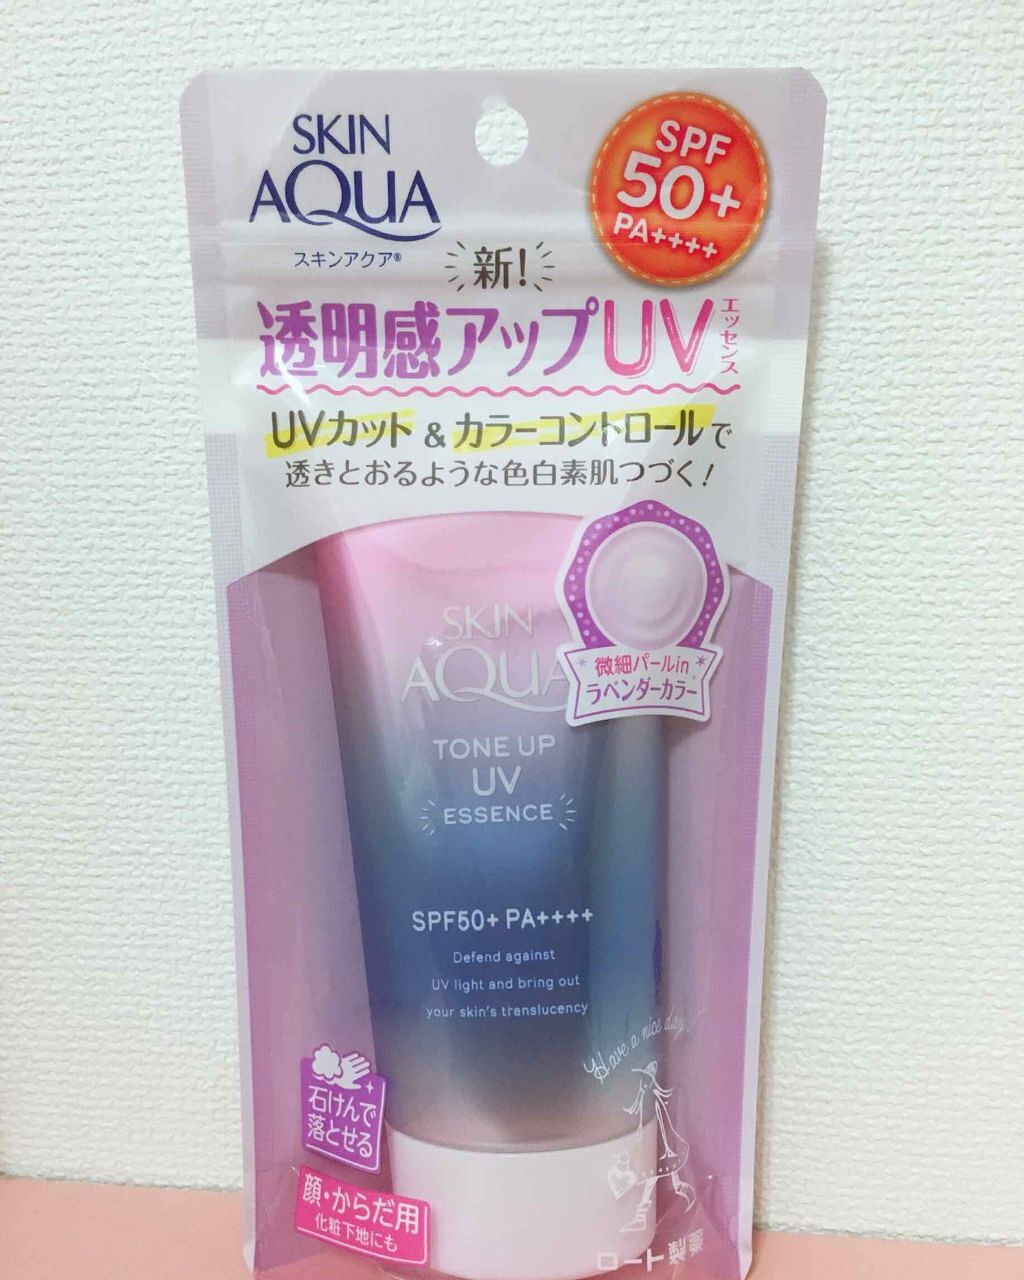 SKIN
AQUA
スキンアクア®
SPF
50+
PA++++
新!
透明感アップUV
エッセンス
UVカット & カラーコントロールで
透きとおるような色白素肌つづく!
SKIN
AQUA
微細パールin
ラベンダーカラー
TONE UP
UV
ESSENCE
SPF50+ PA++++
Defend against
UV light and bring out
your skin's translucency
Have a nice day
石けんで
落とせる
顔・からだ用
化粧下地にも
ロート製薬